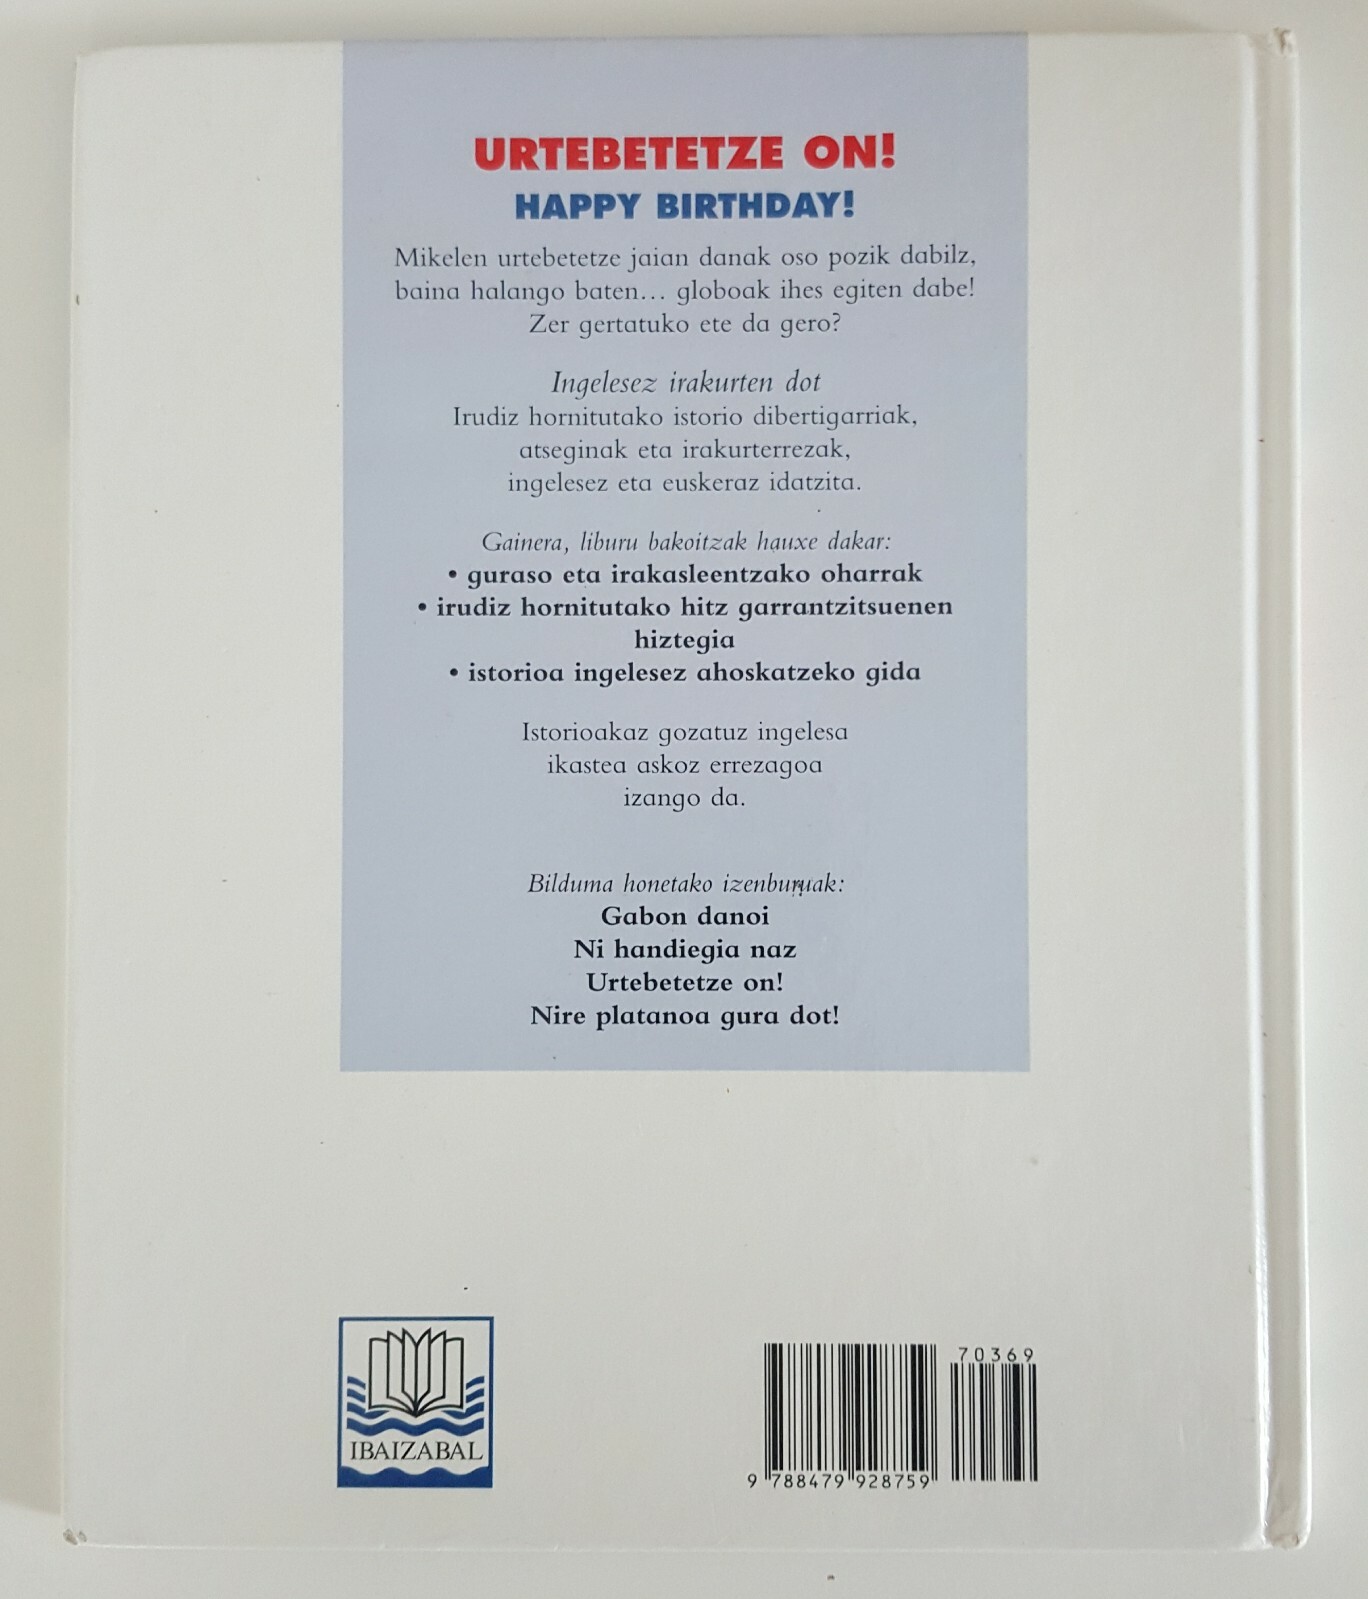 URTEBETETZE ON!
HAPPY BIRTHDAY!
Mikelen urtebetetze jaian danak oso pozik dabilz,
baina halango baten... globoak ihes egiten dabe!
Zer gertatuko ete da gero?
Ingelesez irakurten dot
Irudiz hornitutako istorio dibertigarriak,
atseginak eta irakurterrezak,
ingelesez eta euskeraz idatzita.
Gainera, liburu bakoitzak hauxe dakar:
• guraso eta irakasleentzako oharrak
• irudiz hornitutako hitz garrantzitsuenen
hiztegia
• istorioa ingelesez ahoskatzeko gida
Istorioakaz gozatuz ingelesa
ikastea askoz errezagoa
izango da.
Bilduma honetako izenburuak:
Gabon danoi
Ni handiegia naz
Urtebetetze on!
Nire platanoa gura dot!
IBAIZABAL
70369
9 788479 928759